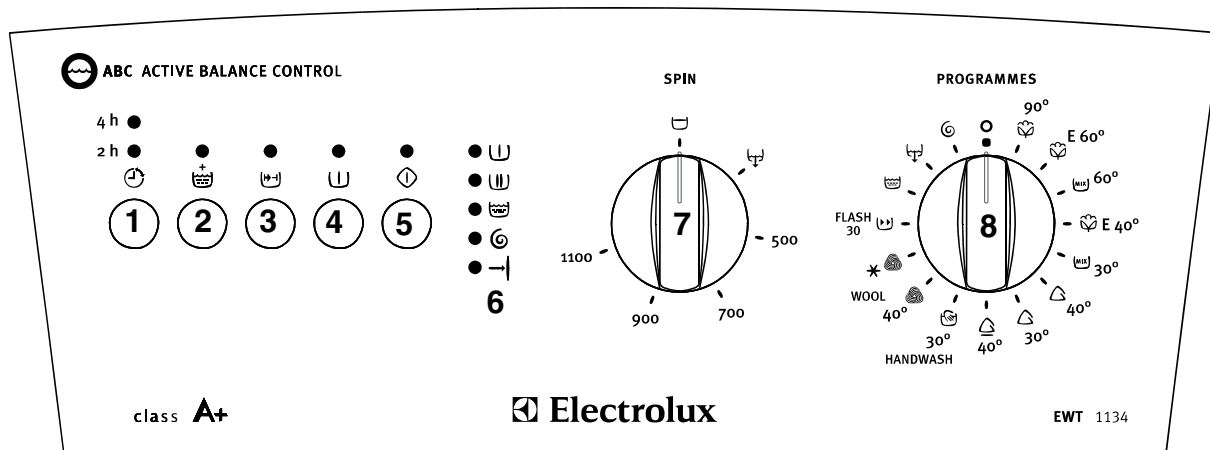 ABC ACTIVE BALANCE CONTROL
4 h
2 h
1
2
3
4
5
6
SPIN
7
500
700
900
1100
PROGRAMMES
8
90°
E 60°
MIX 60°
E 40°
MIX 30°
40°
30°
40°
30°
HANDWASH
40°
WOOL
FLASH
30
class A+
Electrolux
EWT 1134